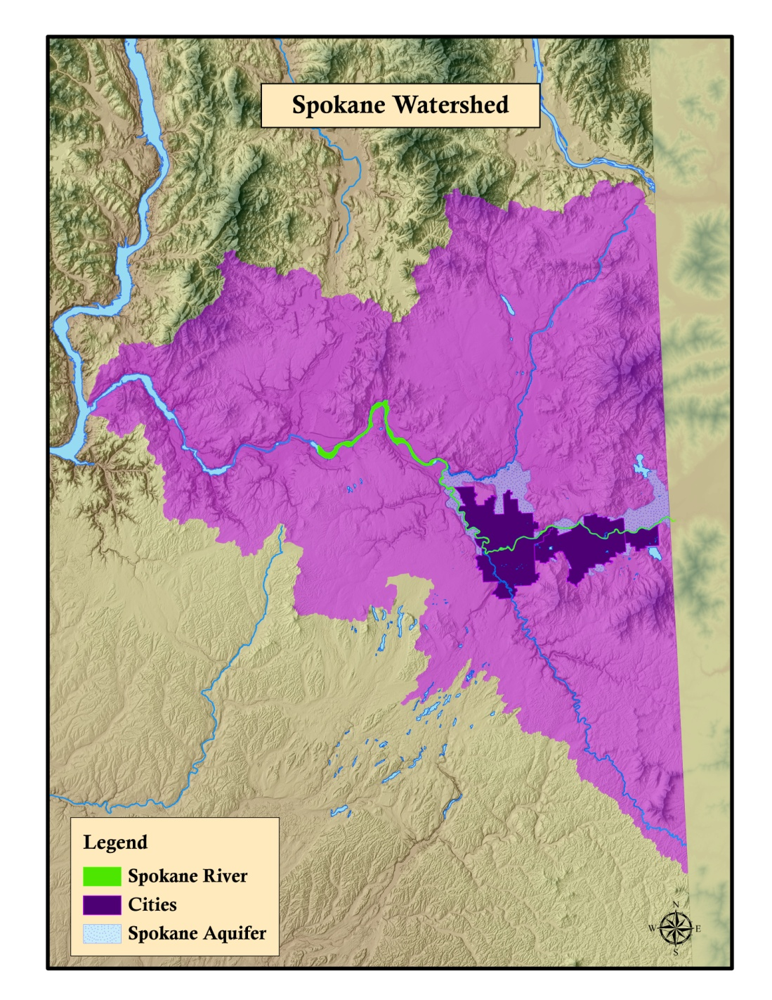 Spokane Watershed
Legend
Spokane River
Cities
Spokane Aquifer
N
W E
S